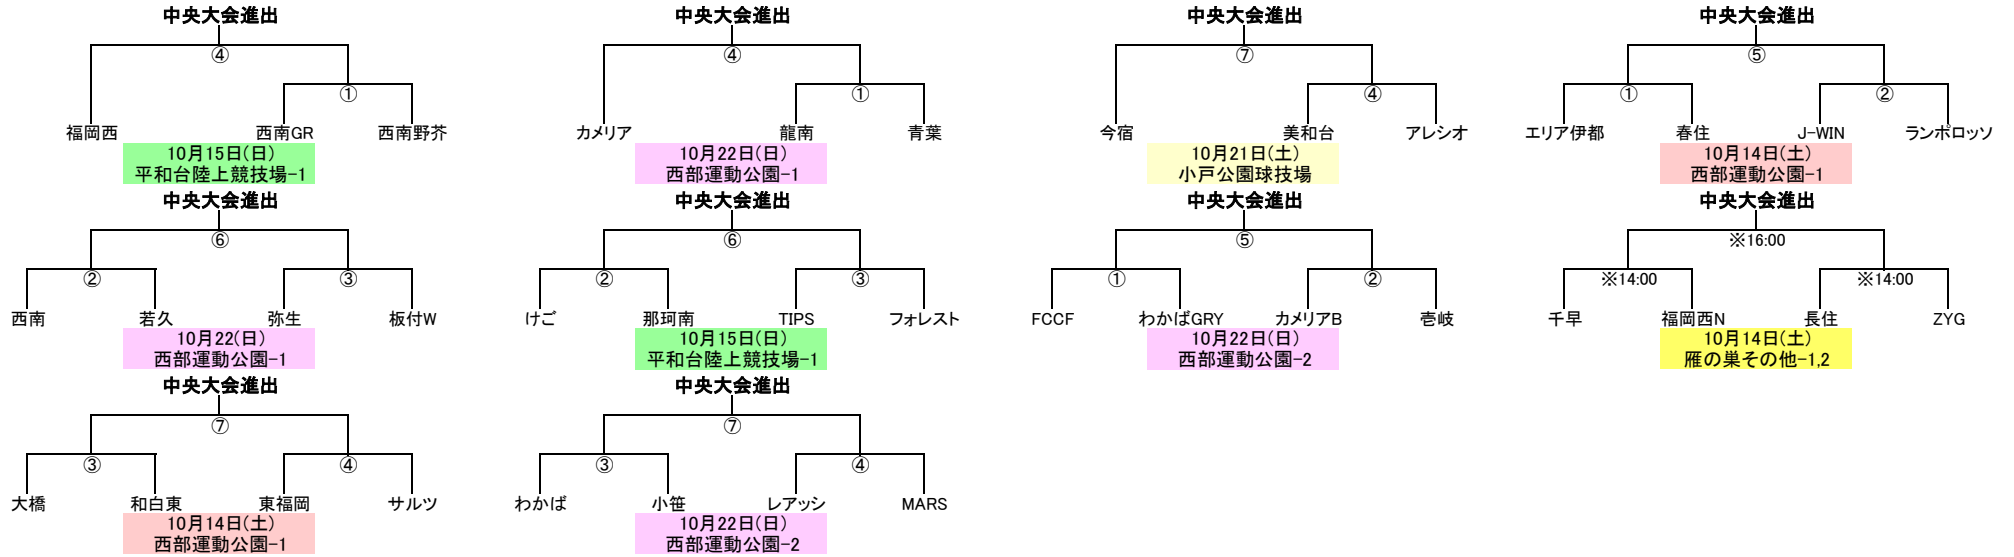 中央大会進出
④
①
福岡西
西南GR
西南野芥
10月15日(日)
平和台陸上競技場-1
中央大会進出
④
①
カメリア
龍南
青葉
10月22日(日)
西部運動公園-1
中央大会進出
⑦
④
今宿
美和台
アレシオ
10月21日(土)
小戸公園球技場
中央大会進出
⑤
①
②
エリア伊都
春住
J-WIN
ランポロッソ
10月14日(土)
西部運動公園-1
中央大会進出
⑥
②
③
西南
若久
弥生
板付W
10月22(日)
西部運動公園-1
中央大会進出
⑥
②
③
けご
那珂南
TIPS
フォレスト
10月15日(日)
平和台陸上競技場-1
中央大会進出
⑤
①
②
FCCF
わかばGRY
カメリアB
壱岐
10月22日(日)
西部運動公園-2
中央大会進出
※16:00
※14:00
※14:00
千早
福岡西N
長住
ZYG
10月14日(土)
雁の巣その他-1,2
中央大会進出
⑦
③
④
大橋
和白東
東福岡
サルツ
10月14日(土)
西部運動公園-1
中央大会進出
⑦
③
④
わかば
小笹
レアッシ
MARS
10月22日(日)
西部運動公園-2